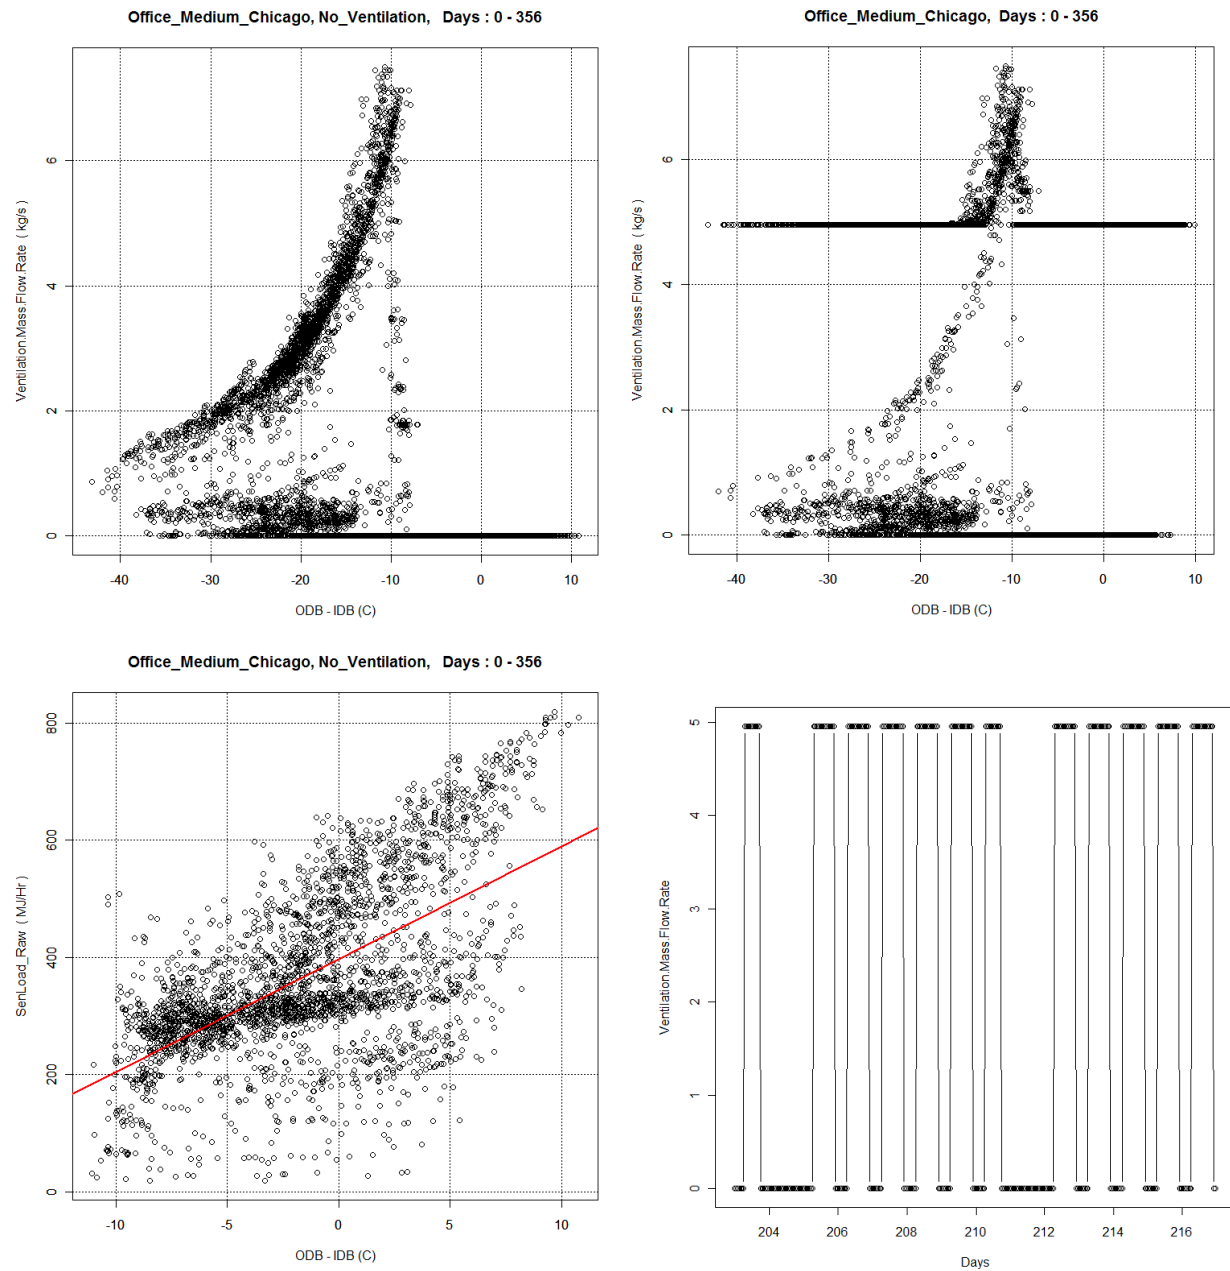 Office_Medium_Chicago, No_Ventilation,   Days : 0 - 356
Ventilation.Mass.Flow.Rate  ( kg/s )
6
4
2
0
-40 -30 -20 -10 0 10
ODB - IDB (C)
Office_Medium_Chicago,  Days : 0 - 356
Ventilation.Mass.Flow.Rate  ( kg/s )
6
4
2
0
-40 -30 -20 -10 0 10
ODB - IDB (C)
Office_Medium_Chicago, No_Ventilation,   Days : 0 - 356
SenLoad_Raw  ( MJ/Hr )
800
600
400
200
0
-10 -5 0 5 10
ODB - IDB (C)
Ventilation.Mass.Flow.Rate
5
4
3
2
1
0
204 206 208 210 212 214 216
Days